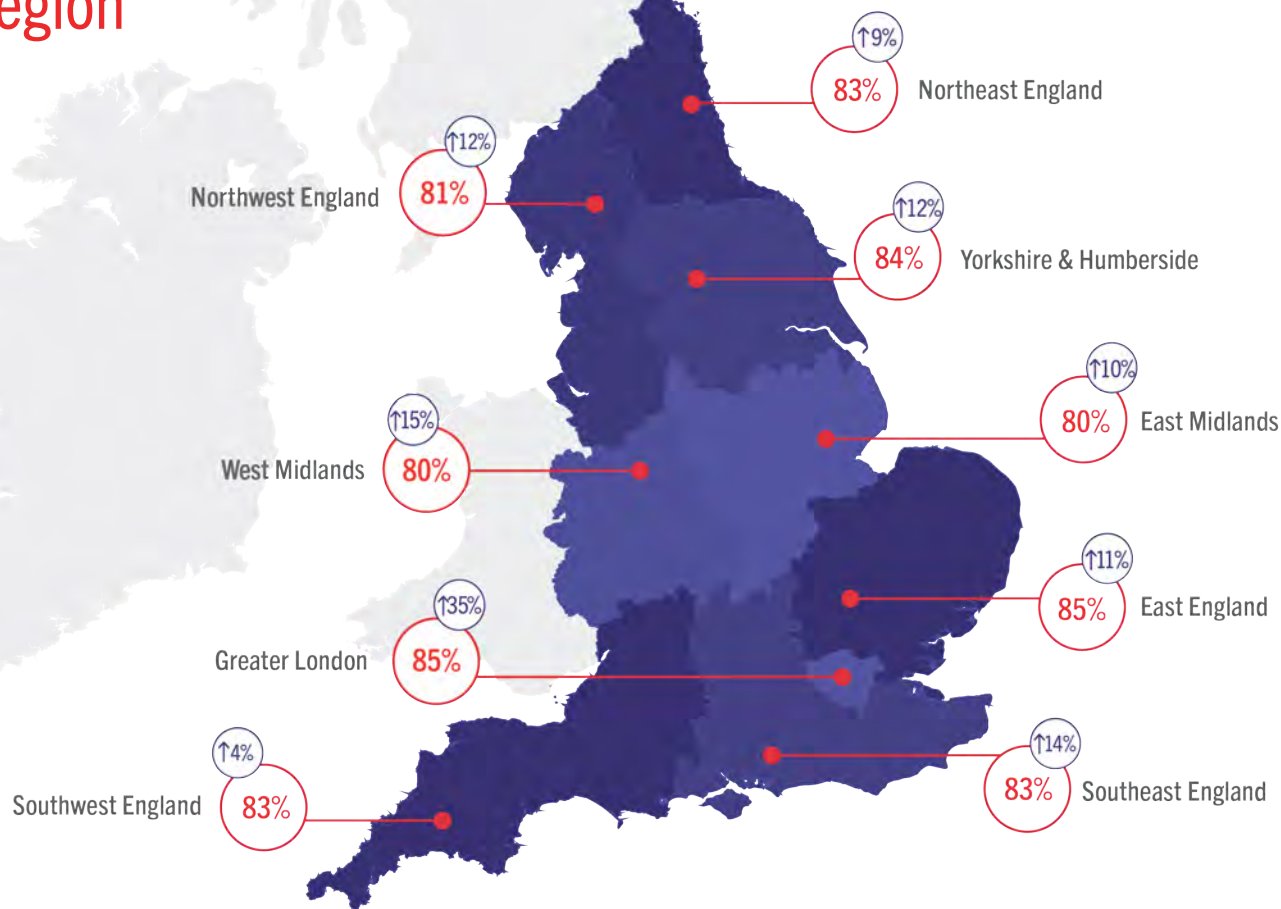 egion
↑9%
83%
Northeast England
↑12%
Northwest England
81%
↑12%
84%
Yorkshire & Humberside
↑10%
80%
East Midlands
↑15%
West Midlands
80%
↑11%
85%
East England
↑35%
Greater London
85%
↑4%
Southwest England
83%
↑14%
83%
Southeast England